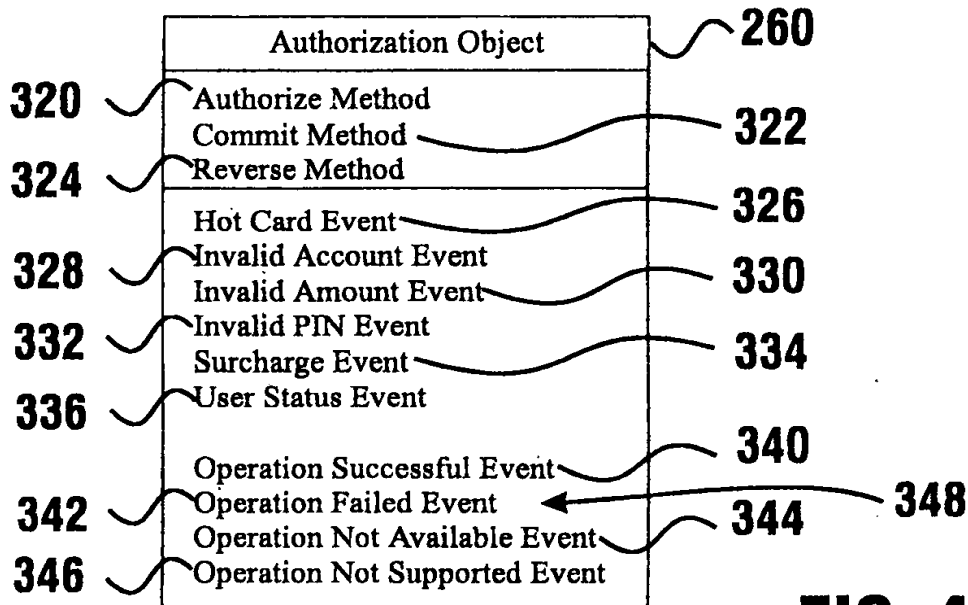 Authorization Object 260
320 Authorize Method
Commit Method 322
324 Reverse Method
Hot Card Event 326
328 Invalid Account Event
Invalid Amount Event 330
332 Invalid PIN Event
Surcharge Event 334
336 User Status Event
Operation Successful Event 340
342 Operation Failed Event 348
Operation Not Available Event 344
346 Operation Not Supported Event